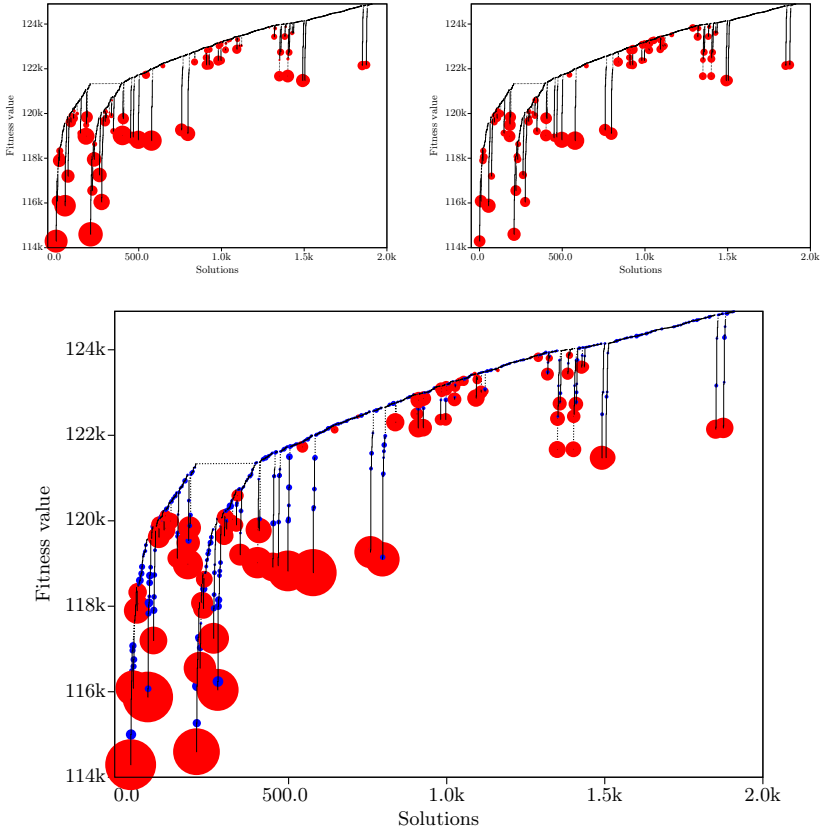 124k
122k
120k
118k
116k
114k
Fitness value
0.0
500.0
1.0k
1.5k
2.0k
Solutions
124k
122k
120k
118k
116k
114k
Fitness value
0.0
500.0
1.0k
1.5k
2.0k
Solutions
124k
122k
120k
118k
116k
114k
Fitness value
0.0
500.0
1.0k
1.5k
2.0k
Solutions